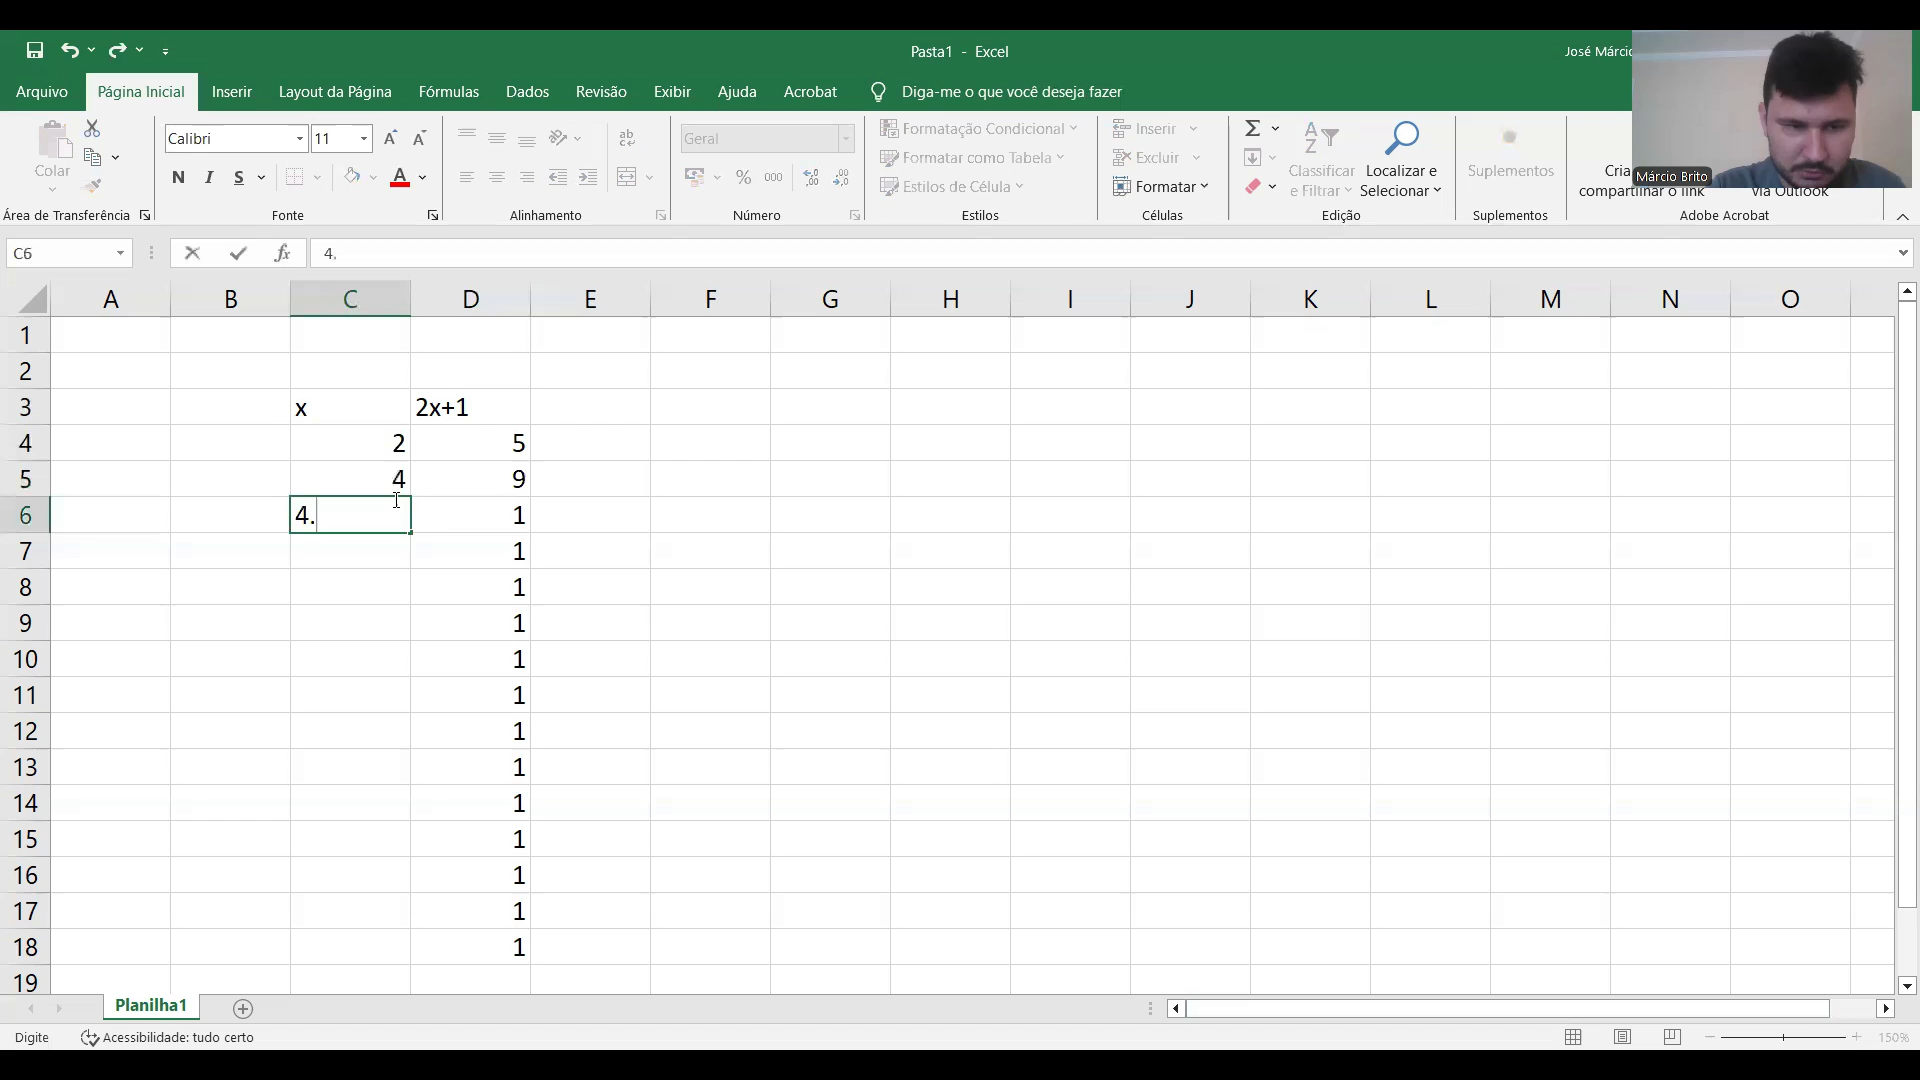 Pasta1 - Excel
José Márcio
Arquivo Página Inicial Inserir Layout da Página Fórmulas Dados Revisão Exibir Ajuda Acrobat Diga-me o que você deseja fazer
Calibri 11 Geral Formatação Condicional Inserir
Formatar como Tabela Excluir
Colar N I S % 000 Estilos de Célula Formatar Classificar e Filtrar Localizar e Selecionar Suplementos
compartilhar o link via Outlook
Márcio Brito
Área de Transferência Fonte Alinhamento Número Estilos Células Edição Suplementos Adobe Acrobat
C6 fx 4.
A B C D E F G H I J K L M N O
1
2
3 x 2x+1
4 2 5
5 4 9
6 4. 1
7 1
8 1
9 1
10 1
11 1
12 1
13 1
14 1
15 1
16 1
17 1
18 1
19
Planilha1
Digite Acessibilidade: tudo certo 150%